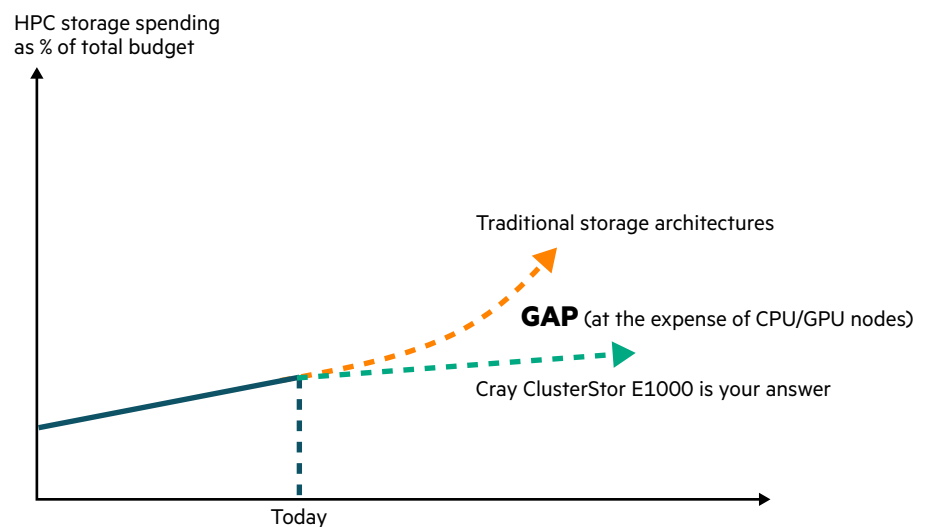 HPC storage spending
as % of total budget
Traditional storage architectures
GAP (at the expense of CPU/GPU nodes)
Cray ClusterStor E1000 is your answer
Today